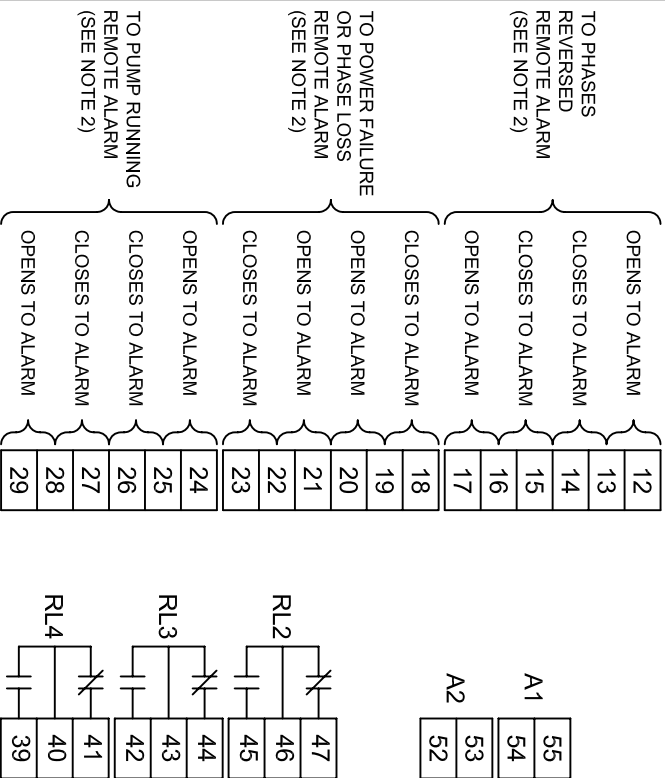 TO PHASES
REVERSED
REMOTE ALARM
(SEE NOTE 2)
OPENS TO ALARM
CLOSES TO ALARM
CLOSES TO ALARM
OPENS TO ALARM
12
13
14
15
16
17
TO POWER FAILURE
OR PHASE LOSS
REMOTE ALARM
(SEE NOTE 2)
CLOSES TO ALARM
OPENS TO ALARM
OPENS TO ALARM
CLOSES TO ALARM
18
19
20
21
22
23
TO PUMP RUNNING
REMOTE ALARM
(SEE NOTE 2)
OPENS TO ALARM
CLOSES TO ALARM
CLOSES TO ALARM
OPENS TO ALARM
24
25
26
27
28
29
A1
55
54
A2
53
52
RL2
47
46
45
RL3
44
43
42
RL4
41
40
39